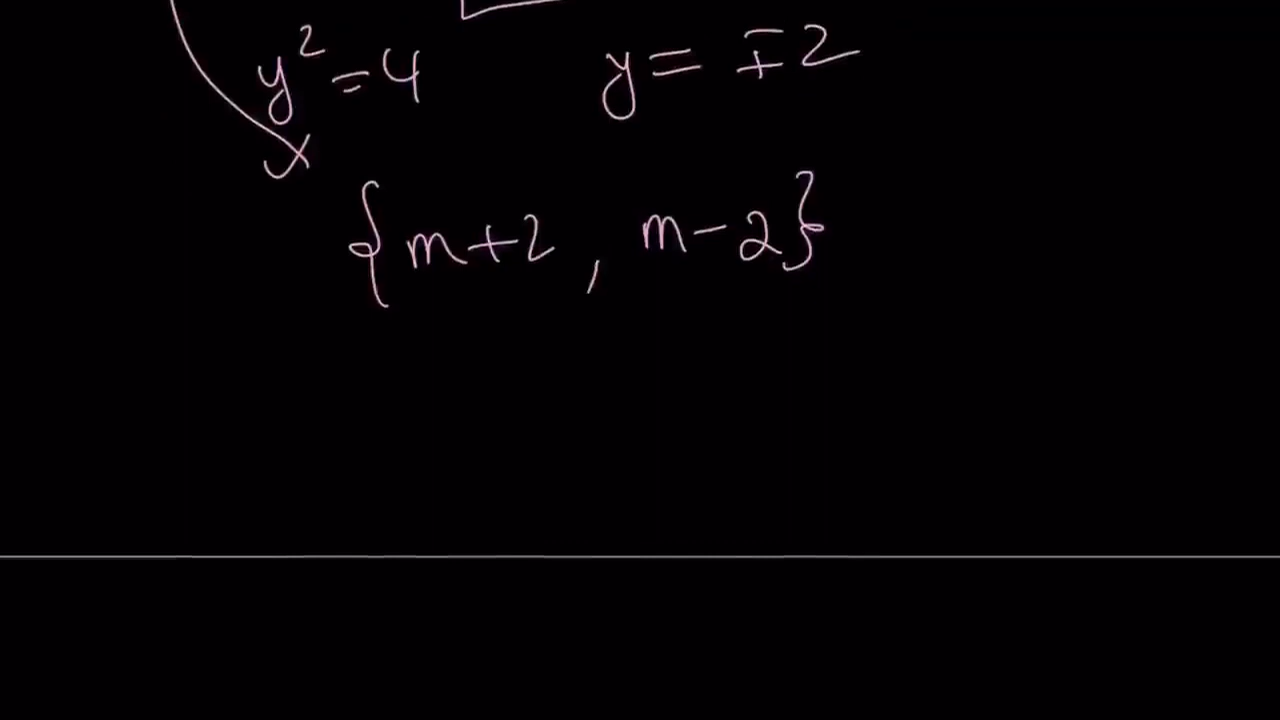 y² = 4 y = ∓2
{m+2, m-2}